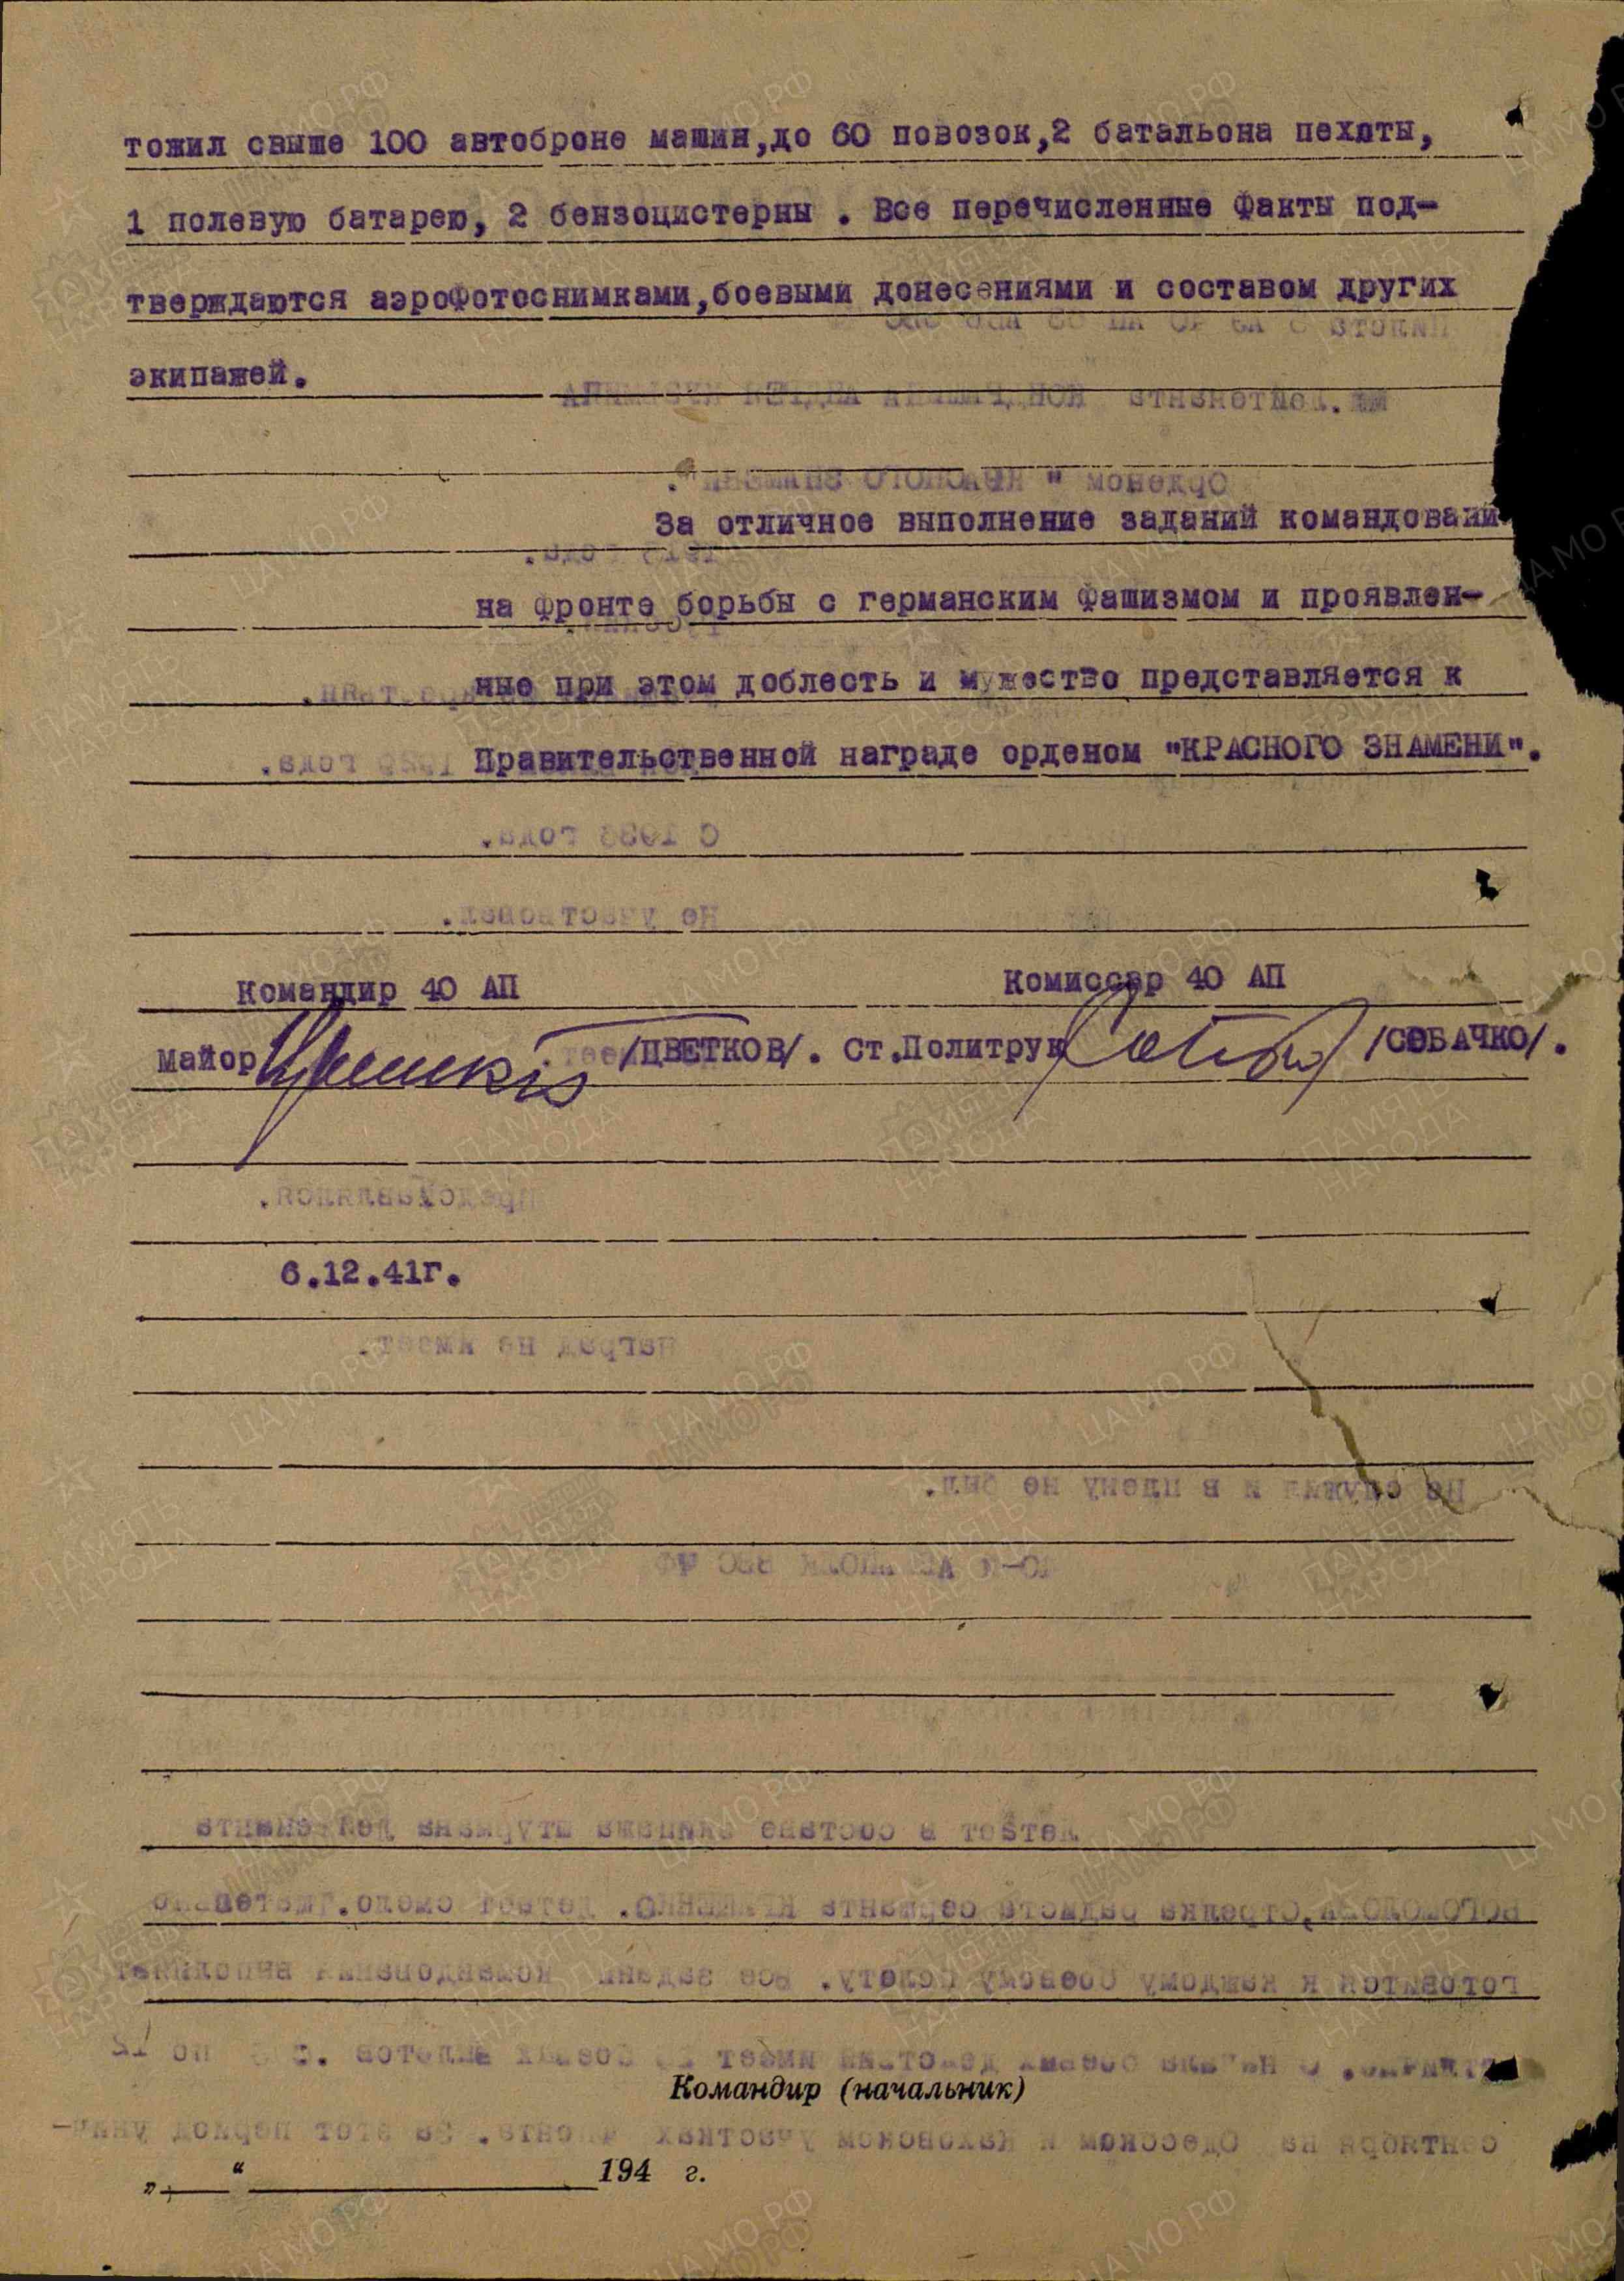 тожил свыше 100 автоброне машин,до 60 повозок,2 батальона пехоты,
1 полевую батарею, 2 бензоцистерны . Все перечисленные факты под-
тверждаются аэрофотоснимками,боевыми донесениями и составом других
экипажей.
За отличное выполнение заданий командовани
на фронте борьбы с германским фашизмом и проявлен-
ные при этом доблесть и мужество представляется к
Правительственной награде орденом "КРАСНОГО ЗНАМЕНИ".
Командир 40 АП
Комиссар 40 АП
Майор /ЦВЕТКОВ/. Ст.Политрук /СОБАЧКО/.
6.12.41г.
Командир (начальник)
„ “ 194 г.